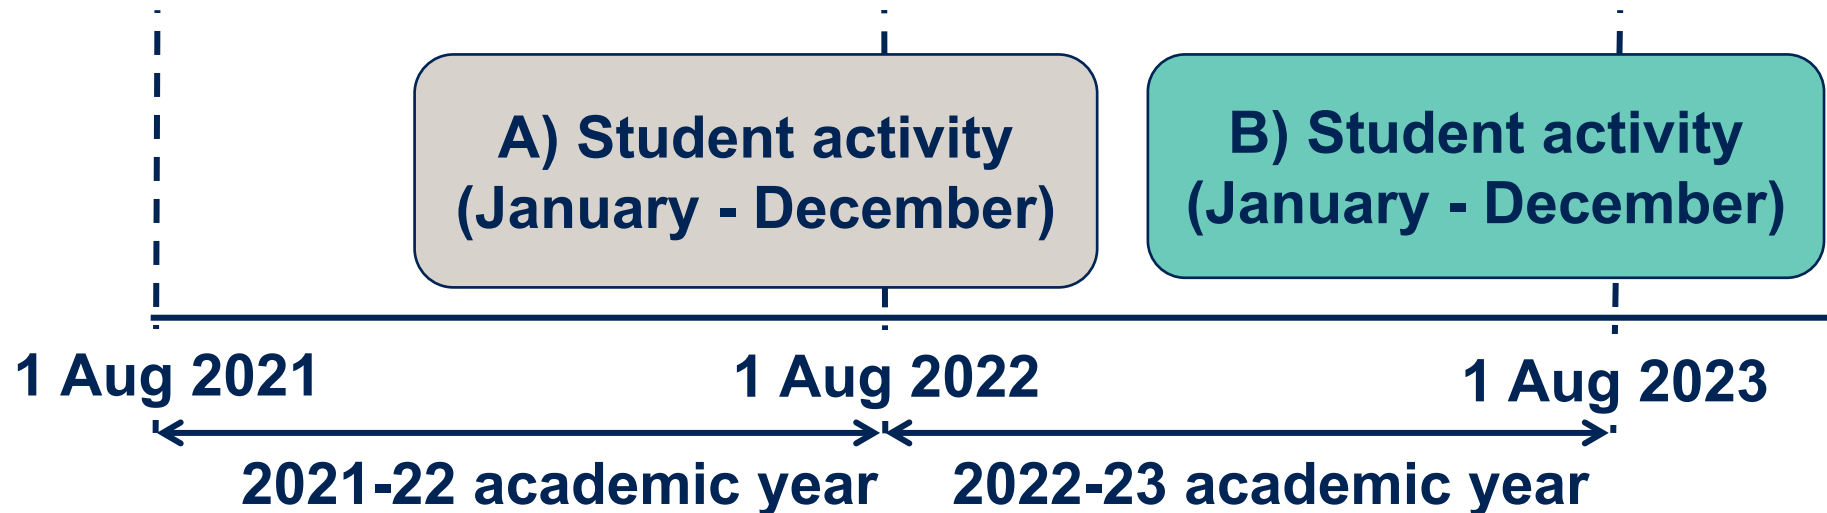 A) Student activity
(January - December)
B) Student activity
(January - December)
1 Aug 2021
1 Aug 2022
1 Aug 2023
2021-22 academic year
2022-23 academic year